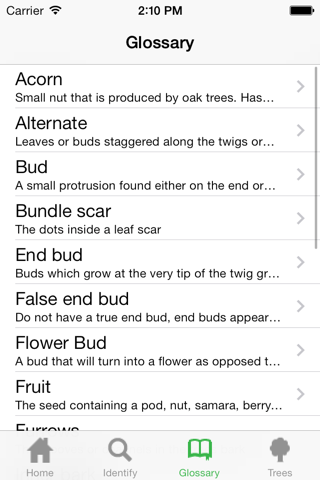 Carrier 2:10 PM
Glossary
Acorn
Small nut that is produced by oak trees. Has…
Alternate
Leaves or buds staggered along the twigs or…
Bud
A small protrusion found either on the end or…
Bundle scar
The dots inside a leaf scar
End bud
Buds which grow at the very tip of the twig gr…
False end bud
Do not have a true end bud, end buds appear…
Flower Bud
A bud that will turn into a flower as opposed t…
Fruit
The seed containing a pod, nut, samara, berry…
Furrows
Home Identify Glossary Trees